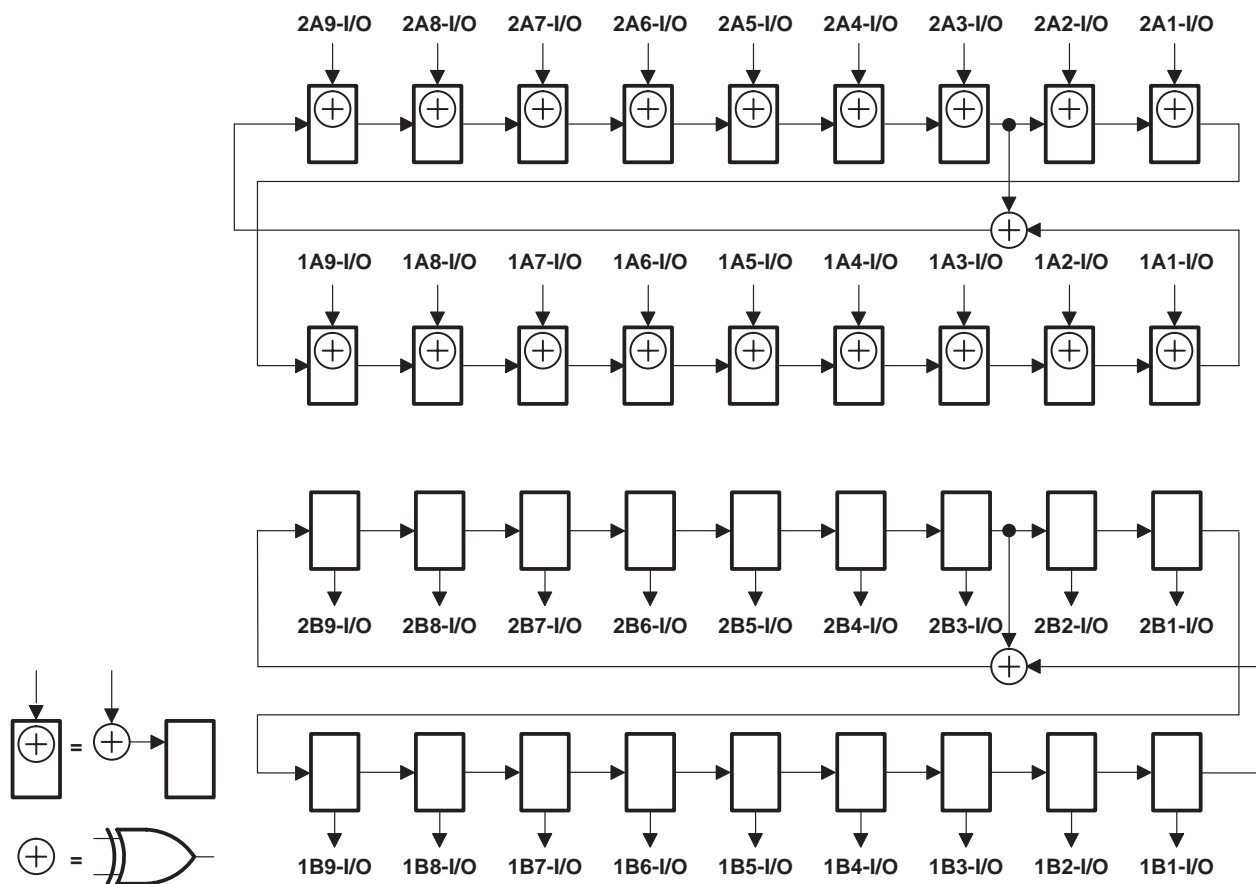 2A9-I/O 2A8-I/O 2A7-I/O 2A6-I/O 2A5-I/O 2A4-I/O 2A3-I/O 2A2-I/O 2A1-I/O
1A9-I/O 1A8-I/O 1A7-I/O 1A6-I/O 1A5-I/O 1A4-I/O 1A3-I/O 1A2-I/O 1A1-I/O
2B9-I/O 2B8-I/O 2B7-I/O 2B6-I/O 2B5-I/O 2B4-I/O 2B3-I/O 2B2-I/O 2B1-I/O
=
=
1B9-I/O 1B8-I/O 1B7-I/O 1B6-I/O 1B5-I/O 1B4-I/O 1B3-I/O 1B2-I/O 1B1-I/O